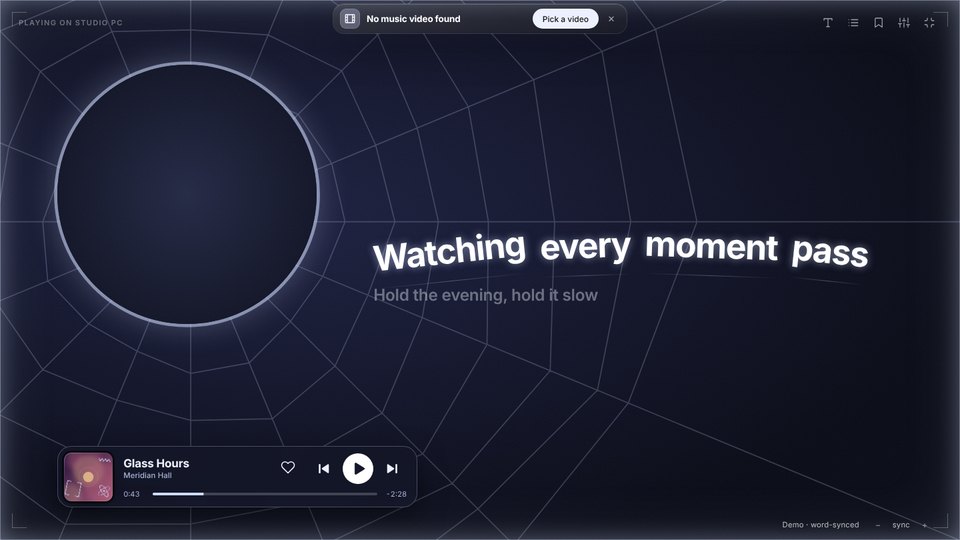 PLAYING ON STUDIO PC
No music video found
Pick a video
Watching every moment pass
Hold the evening, hold it slow
Glass Hours
Meridian Hall
0:43
-2:28
Demo · word-synced
− sync +